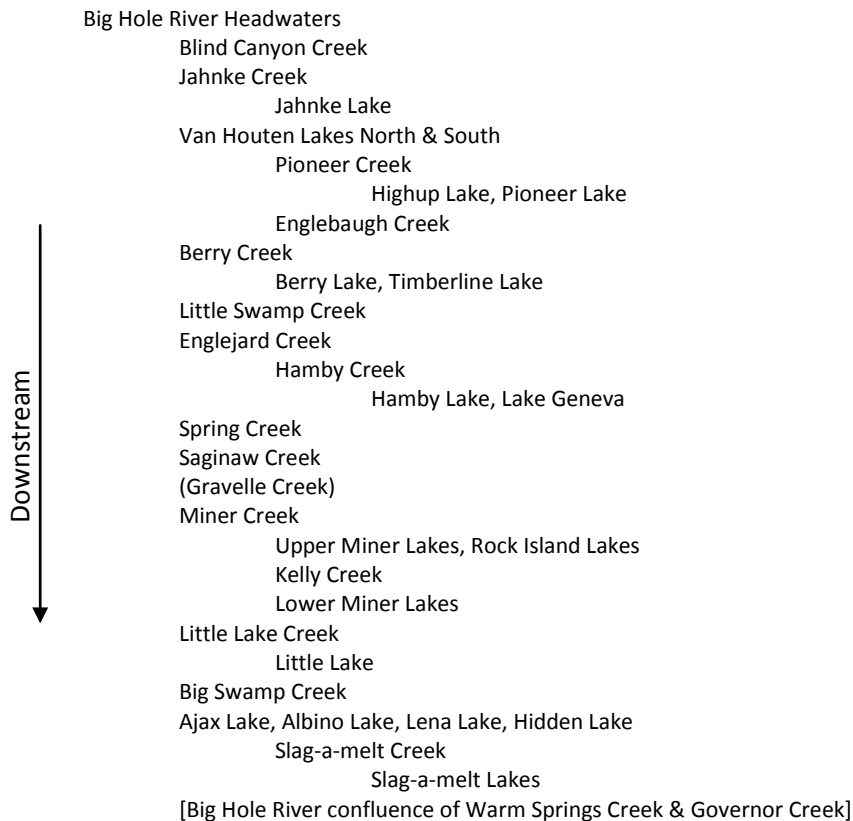 Big Hole River Headwaters
Blind Canyon Creek
Jahnke Creek
Jahnke Lake
Van Houten Lakes North & South
Pioneer Creek
Highup Lake, Pioneer Lake
Englebaugh Creek
Berry Creek
Berry Lake, Timberline Lake
Little Swamp Creek
Englejard Creek
Hamby Creek
Hamby Lake, Lake Geneva
Spring Creek
Saginaw Creek
(Gravelle Creek)
Miner Creek
Upper Miner Lakes, Rock Island Lakes
Kelly Creek
Lower Miner Lakes
Little Lake Creek
Little Lake
Big Swamp Creek
Ajax Lake, Albino Lake, Lena Lake, Hidden Lake
Slag-a-melt Creek
Slag-a-melt Lakes
[Big Hole River confluence of Warm Springs Creek & Governor Creek]
Downstream